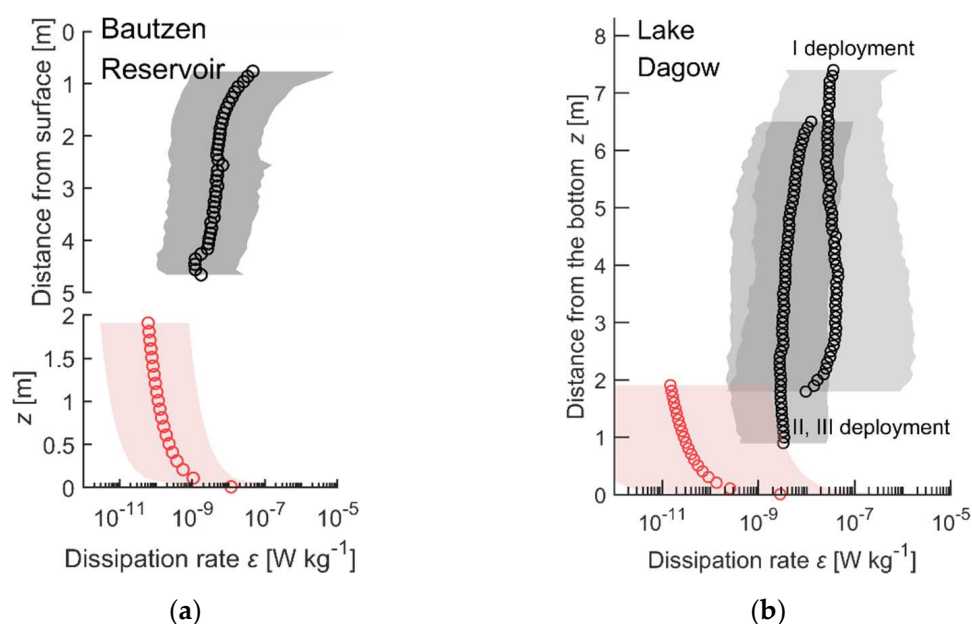 Bautzen
Reservoir
Distance from surface [m]
0
1
2
3
4
5
z [m]
2
1.5
1
0.5
0
10⁻¹¹
10⁻⁹
10⁻⁷
10⁻⁵
Dissipation rate ε [W kg⁻¹]
(a)
Lake
Dagow
I deployment
II, III deployment
Distance from the bottom z [m]
8
7
6
5
4
3
2
1
0
10⁻¹¹
10⁻⁹
10⁻⁷
10⁻⁵
Dissipation rate ε [W kg⁻¹]
(b)